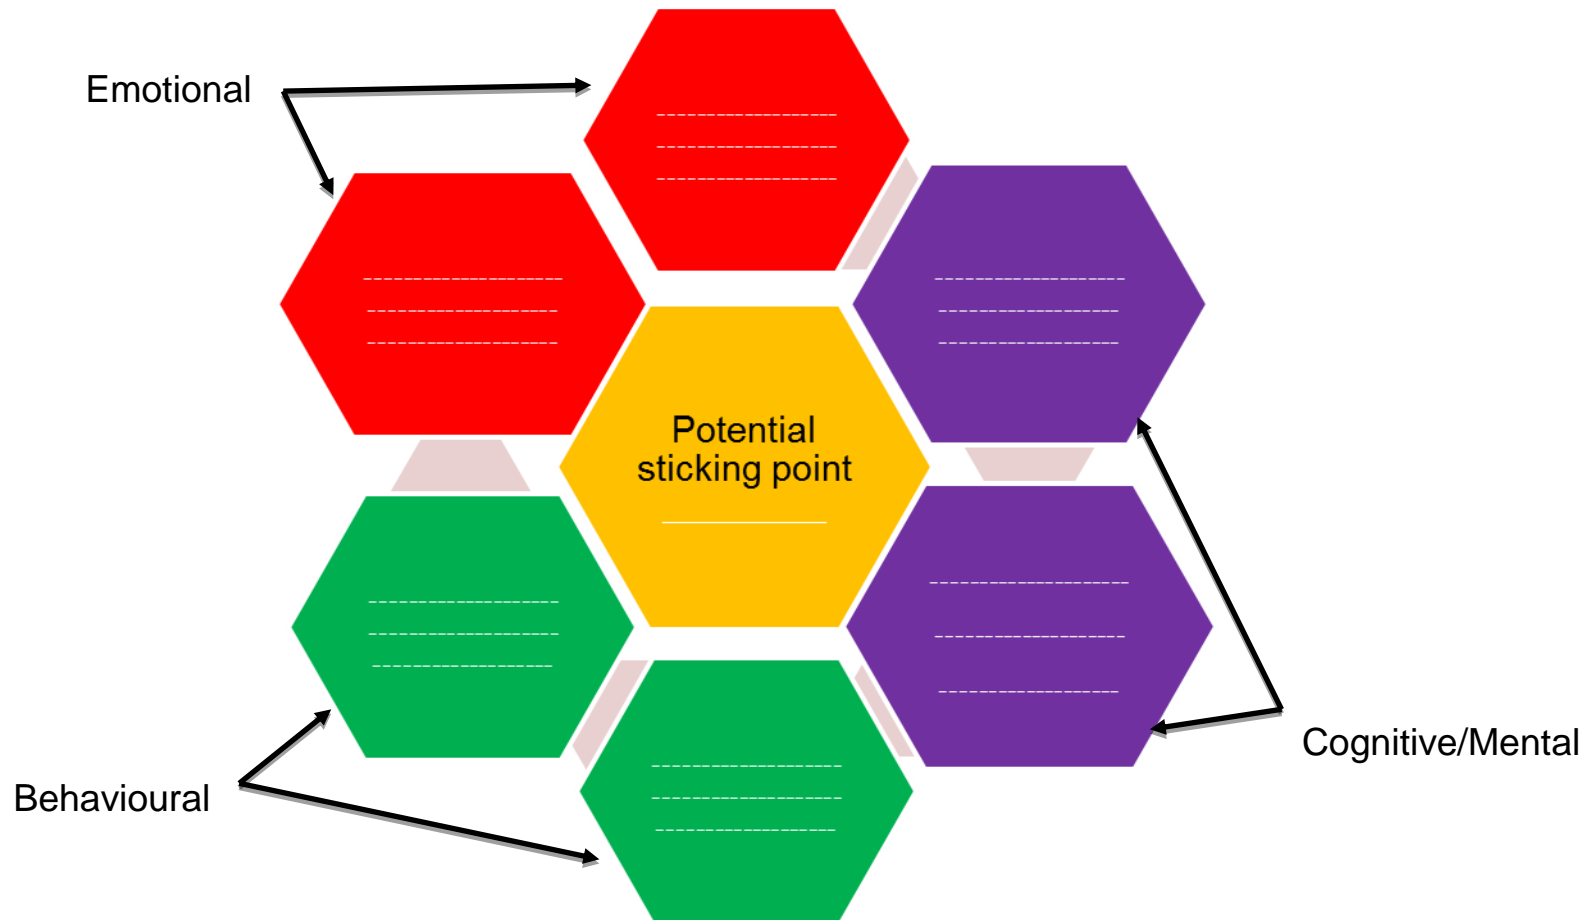 Emotional
Potential
sticking point
Cognitive/Mental
Behavioural